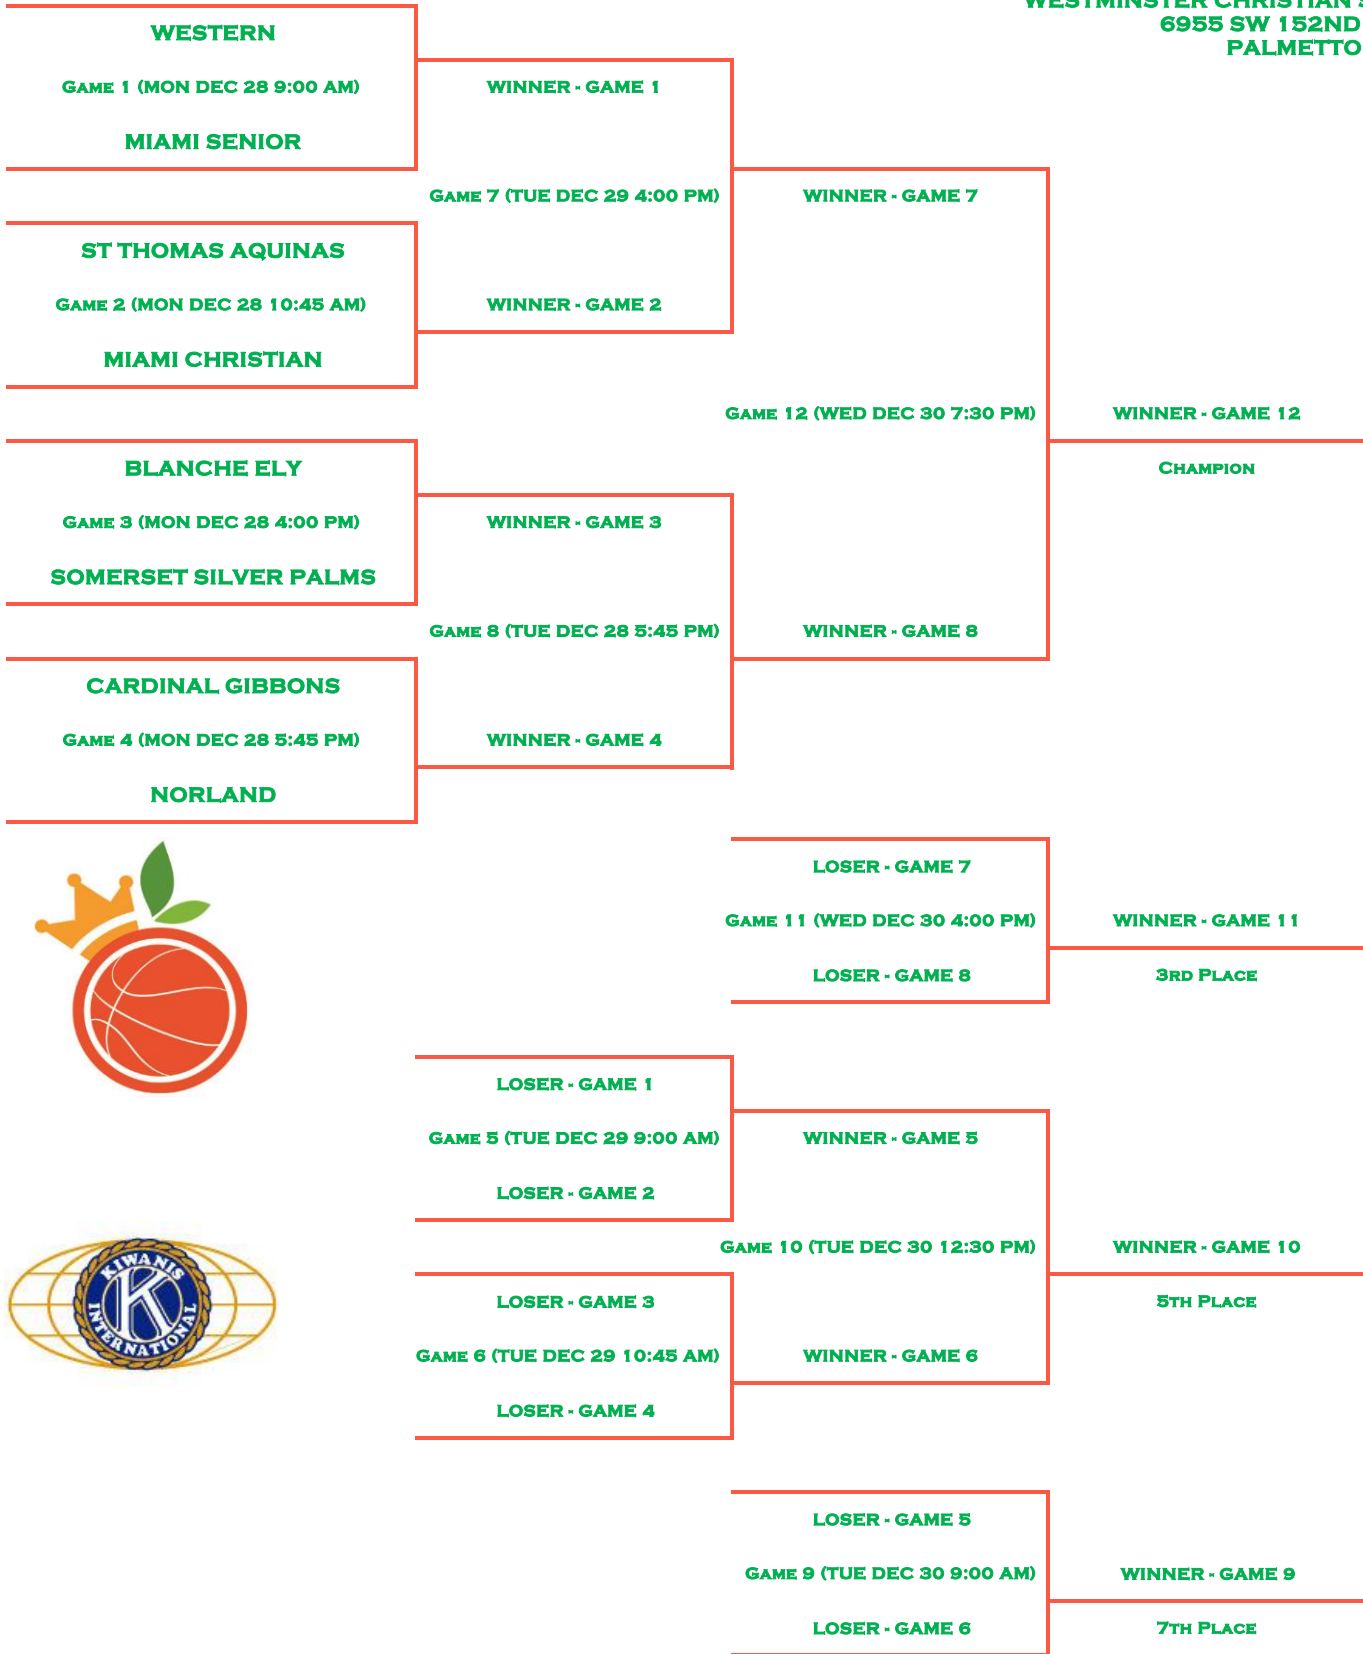 WESTMINSTER CHRISTIAN
6955 SW 152ND
PALMETTO
WESTERN
GAME 1 (MON DEC 28 9:00 AM)
WINNER - GAME 1
MIAMI SENIOR
GAME 7 (TUE DEC 29 4:00 PM)
WINNER - GAME 7
ST THOMAS AQUINAS
GAME 2 (MON DEC 28 10:45 AM)
WINNER - GAME 2
MIAMI CHRISTIAN
GAME 12 (WED DEC 30 7:30 PM)
WINNER - GAME 12
BLANCHE ELY
CHAMPION
GAME 3 (MON DEC 28 4:00 PM)
WINNER - GAME 3
SOMERSET SILVER PALMS
GAME 8 (TUE DEC 28 5:45 PM)
WINNER - GAME 8
CARDINAL GIBBONS
GAME 4 (MON DEC 28 5:45 PM)
WINNER - GAME 4
NORLAND
LOSER - GAME 7
GAME 11 (WED DEC 30 4:00 PM)
WINNER - GAME 11
LOSER - GAME 8
3RD PLACE
LOSER - GAME 1
GAME 5 (TUE DEC 29 9:00 AM)
WINNER - GAME 5
LOSER - GAME 2
GAME 10 (TUE DEC 30 12:30 PM)
WINNER - GAME 10
KIWANIS
K
INTERNATIONAL
LOSER - GAME 3
5TH PLACE
GAME 6 (TUE DEC 29 10:45 AM)
WINNER - GAME 6
LOSER - GAME 4
LOSER - GAME 5
GAME 9 (TUE DEC 30 9:00 AM)
WINNER - GAME 9
LOSER - GAME 6
7TH PLACE